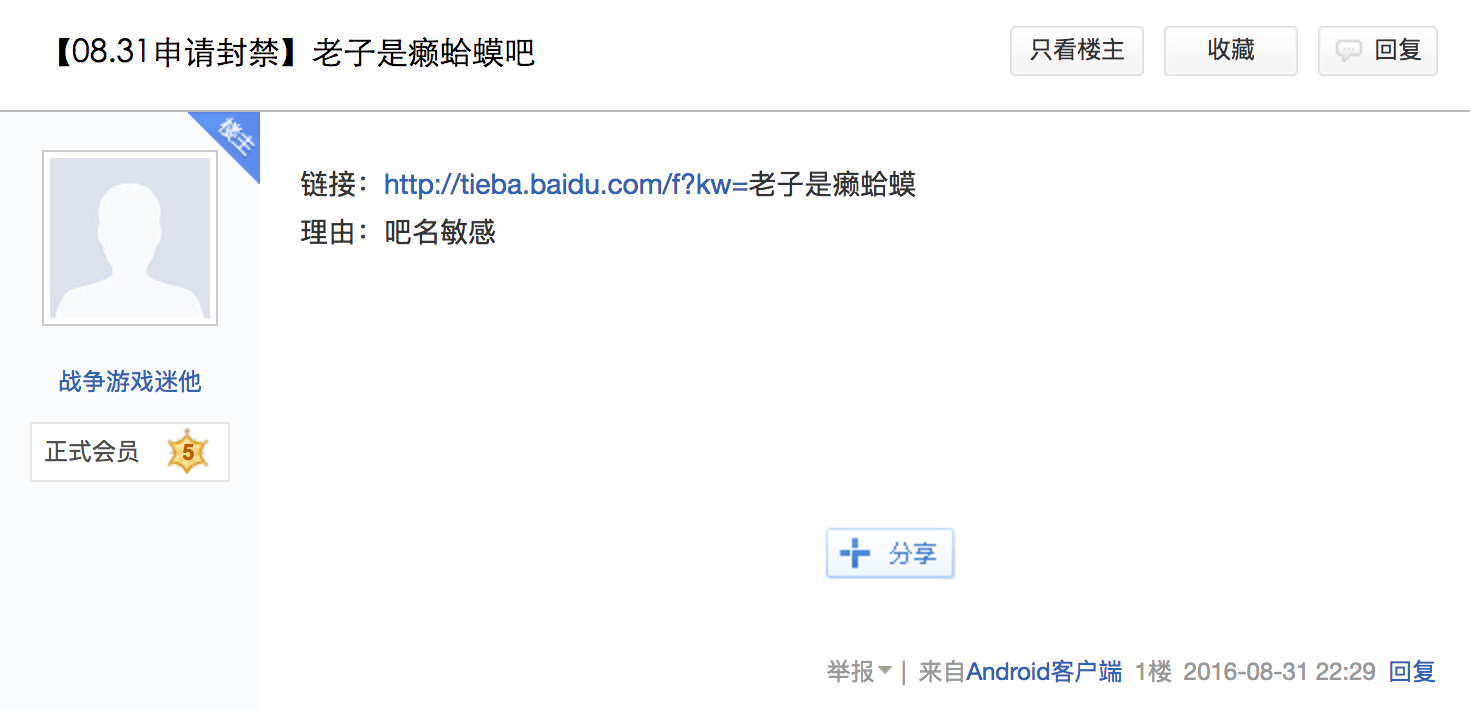 【08.31申请封禁】老子是癞蛤蟆吧
只看楼主
收藏
回复
楼主
链接：http://tieba.baidu.com/f?kw=老子是癞蛤蟆
理由：吧名敏感
战争游戏迷他
正式会员 5
分享
举报 | 来自Android客户端 1楼 2016-08-31 22:29 回复